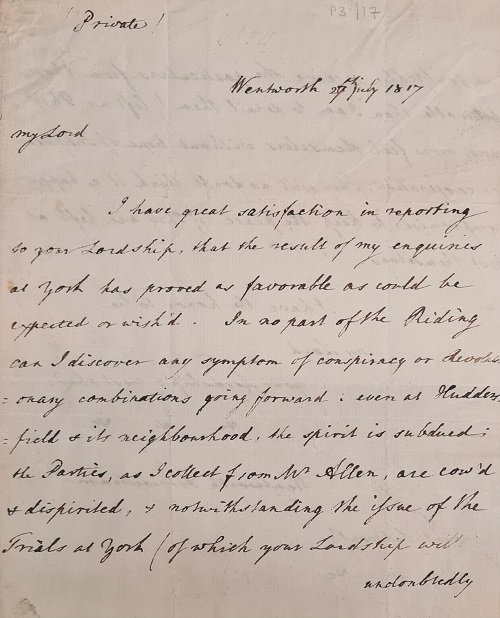 Private
P3 /17
Wentworth 27th July 1817
my Lord
I have great satisfaction in reporting
to your Lordship, that the result of my enquiries
at York has proved as favorable as could be
expected or wish'd In no part of the Riding
can I discover any symptom of conspiracy or Revoluti
=onary combinations going forward: even at Hudders
=field & its neighbourhood, the spirit is subdued;
the Parties, as I collect from Mr Allen, are cow'd
& dispirited, & notwithstanding the issue of the
Trials at York (of which your Lordship will
undoubtedly